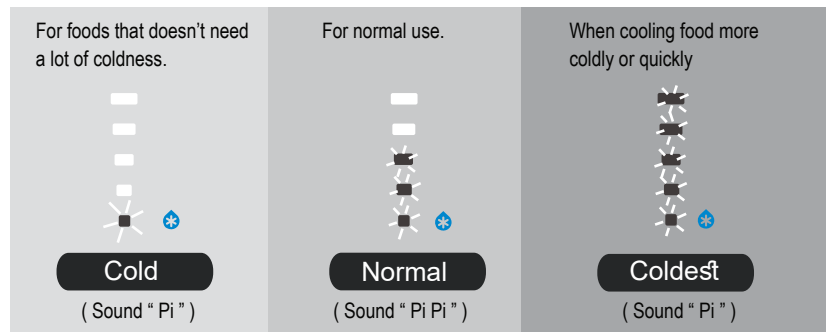 For foods that doesn't need
a lot of coldness.
For normal use.
When cooling food more
coldly or quickly
Cold
Normal
Coldest
( Sound “ Pi ” )
( Sound “ Pi Pi ” )
( Sound “ Pi ” )